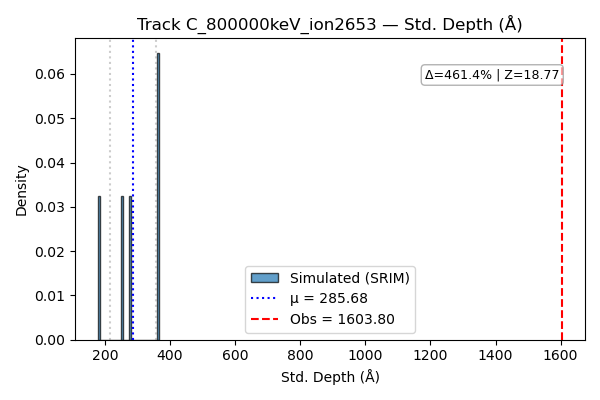 Track C_800000keV_ion2653 — Std. Depth (Å)
Δ=461.4% | Z=18.77
Density
0.06
0.05
0.04
0.03
0.02
0.01
0.00
Simulated (SRIM)
μ = 285.68
Obs = 1603.80
200 400 600 800 1000 1200 1400 1600
Std. Depth (Å)